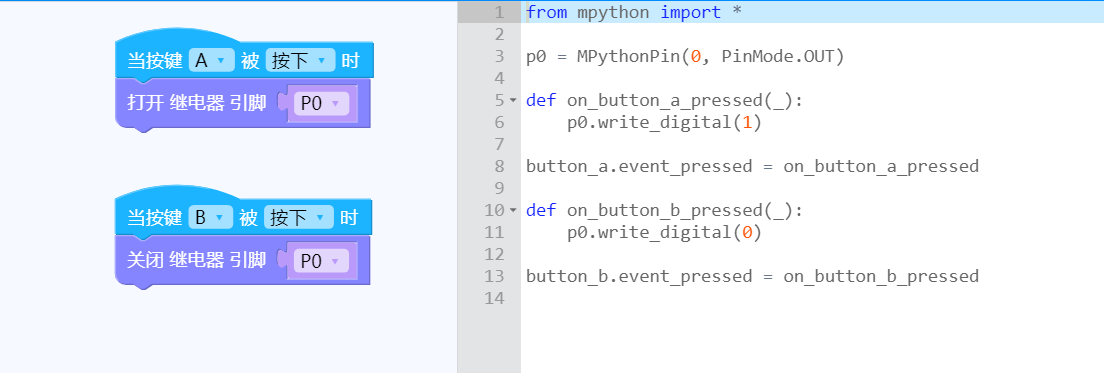 当按键 A 被 按下 时
打开 继电器 引脚 P0
当按键 B 被 按下 时
关闭 继电器 引脚 P0
1 from mpython import *
2
3 p0 = MPythonPin(0, PinMode.OUT)
4
5 def on_button_a_pressed(_):
6     p0.write_digital(1)
7
8 button_a.event_pressed = on_button_a_pressed
9
10 def on_button_b_pressed(_):
11     p0.write_digital(0)
12
13 button_b.event_pressed = on_button_b_pressed
14